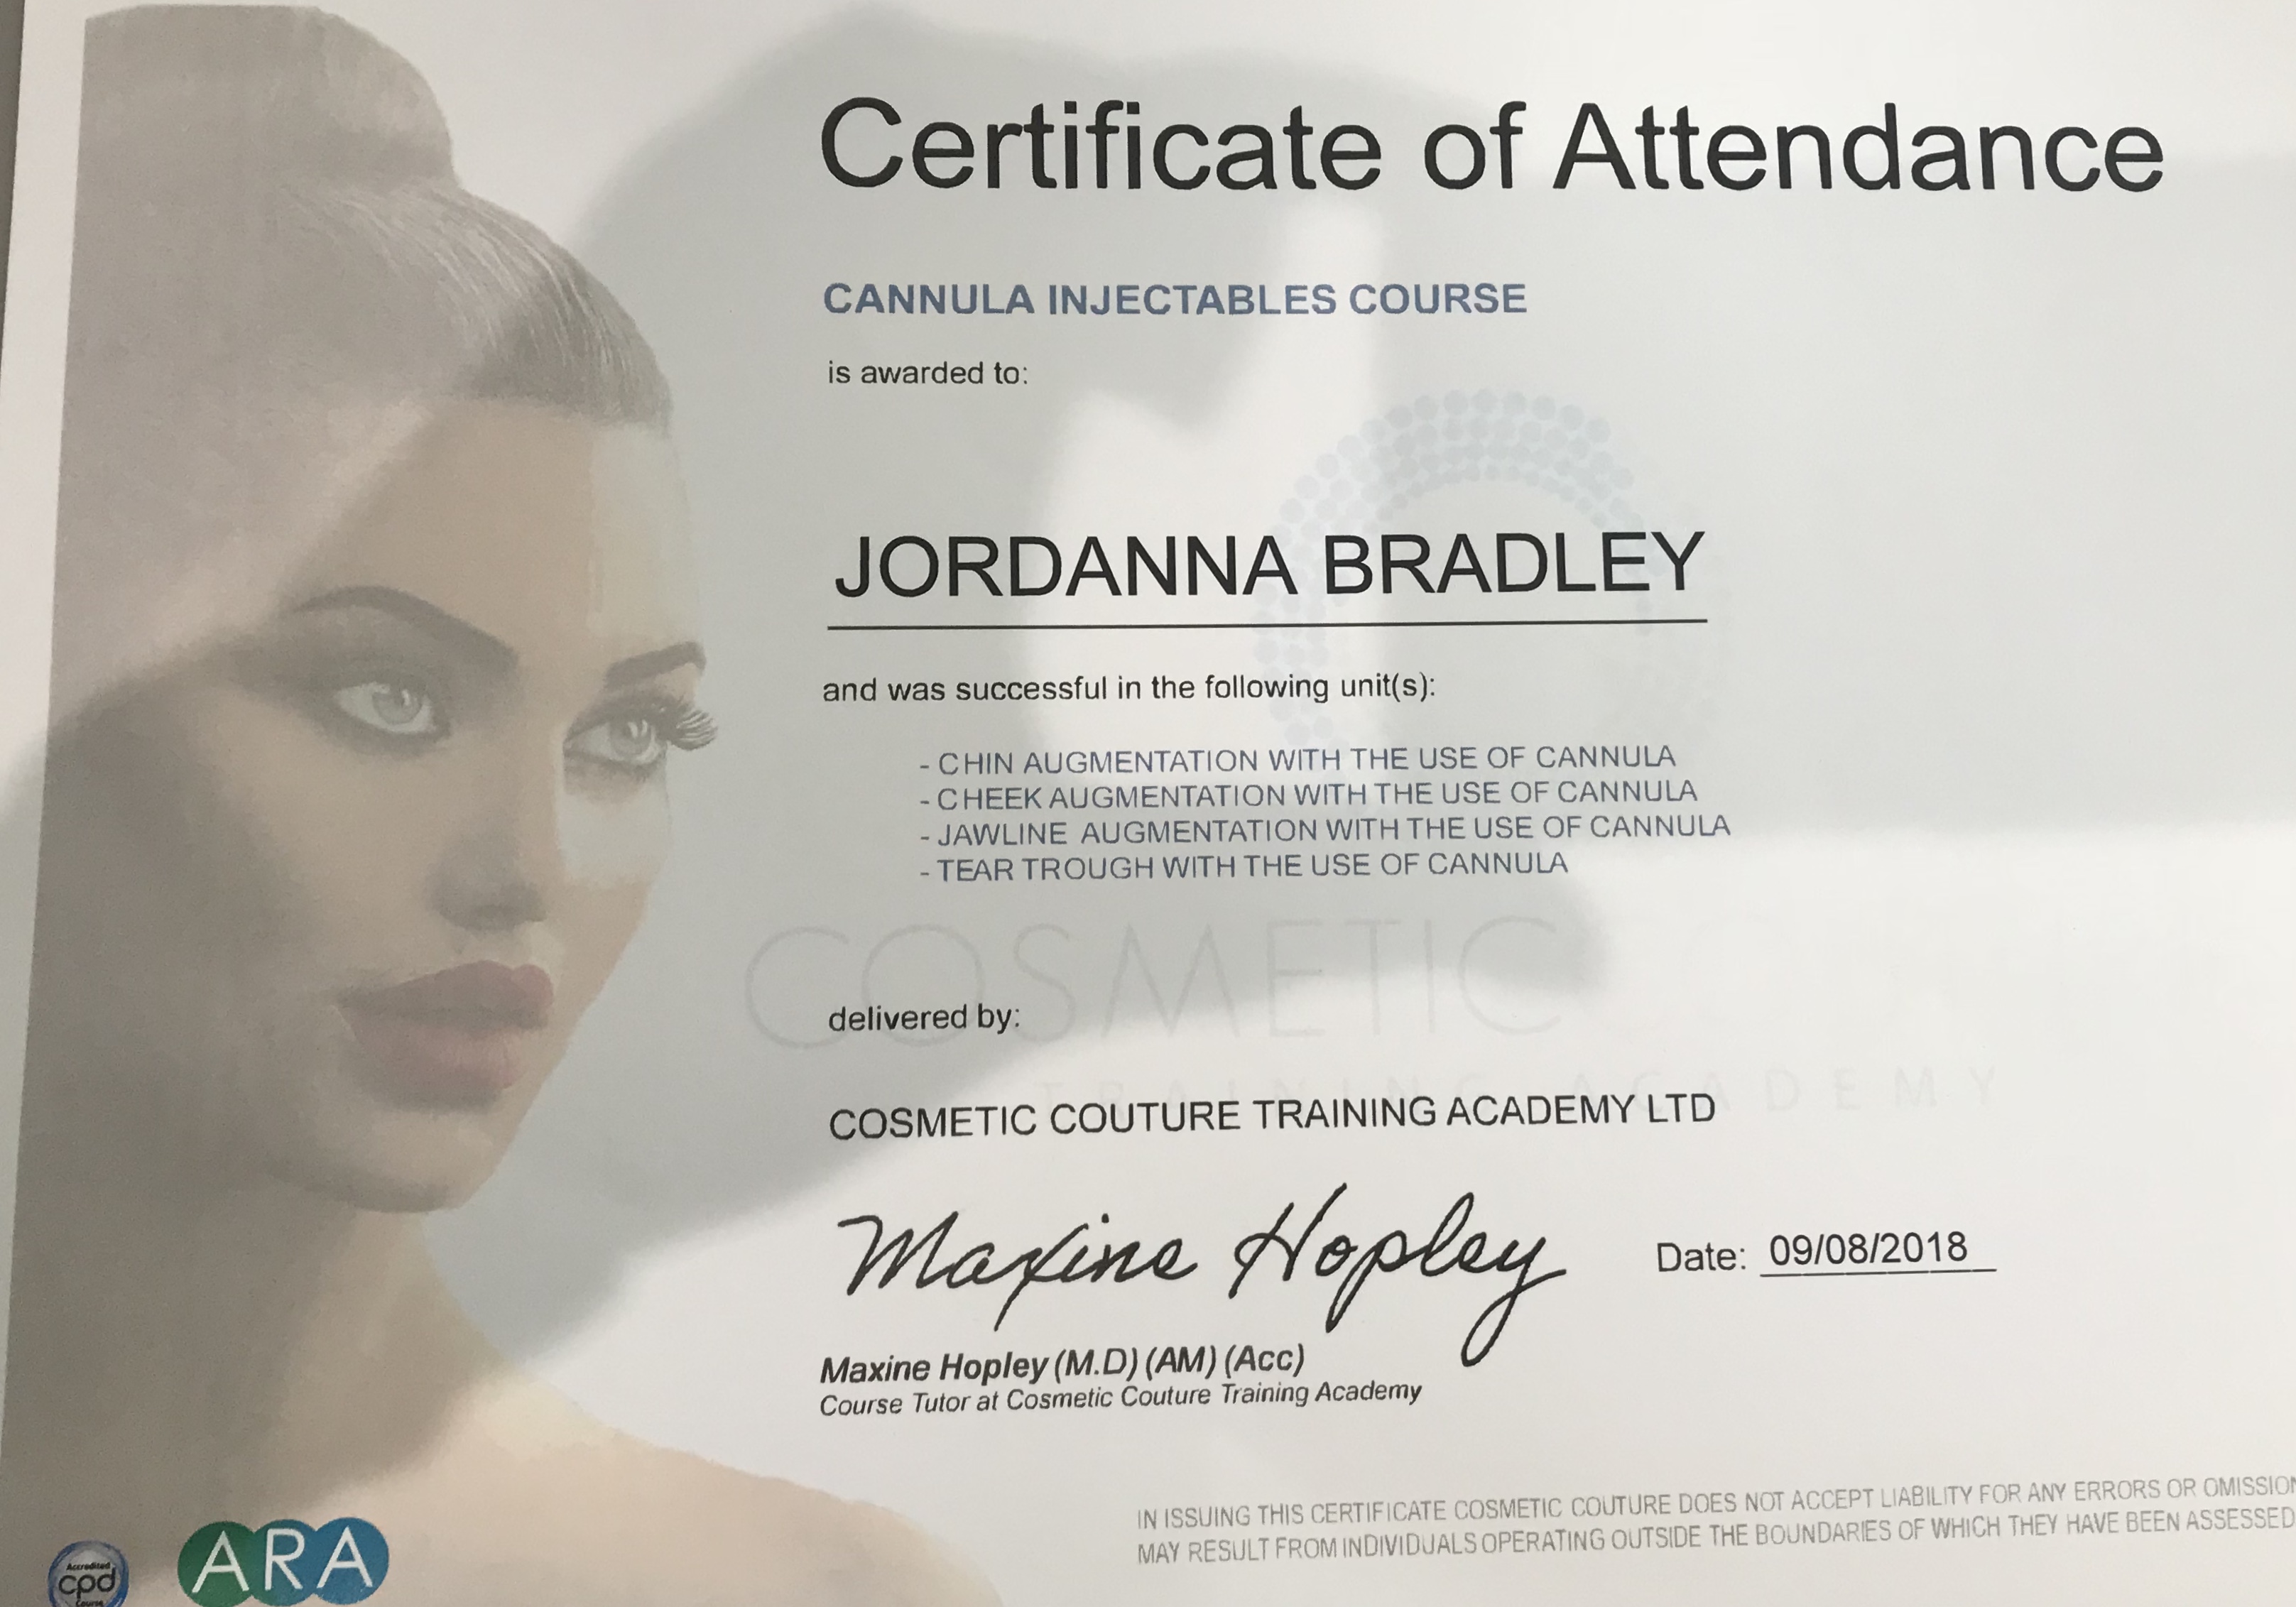 Certificate of Attendance
CANNULA INJECTABLES COURSE
is awarded to:
JORDANNA BRADLEY
and was successful in the following unit(s):
- CHIN AUGMENTATION WITH THE USE OF CANNULA
- CHEEK AUGMENTATION WITH THE USE OF CANNULA
- JAWLINE AUGMENTATION WITH THE USE OF CANNULA
- TEAR TROUGH WITH THE USE OF CANNULA
COSMETIC
delivered by:
TRAINING ACADEMY
COSMETIC COUTURE TRAINING ACADEMY LTD
Maxine Hopley
Date: 09/08/2018
Maxine Hopley (M.D) (AM) (Acc)
Course Tutor at Cosmetic Couture Training Academy
IN ISSUING THIS CERTIFICATE COSMETIC COUTURE DOES NOT ACCEPT LIABILITY FOR ANY ERRORS OR OMISSION
MAY RESULT FROM INDIVIDUALS OPERATING OUTSIDE THE BOUNDARIES OF WHICH THEY HAVE BEEN ASSESSED
Accredited
cpd
Course
ARA